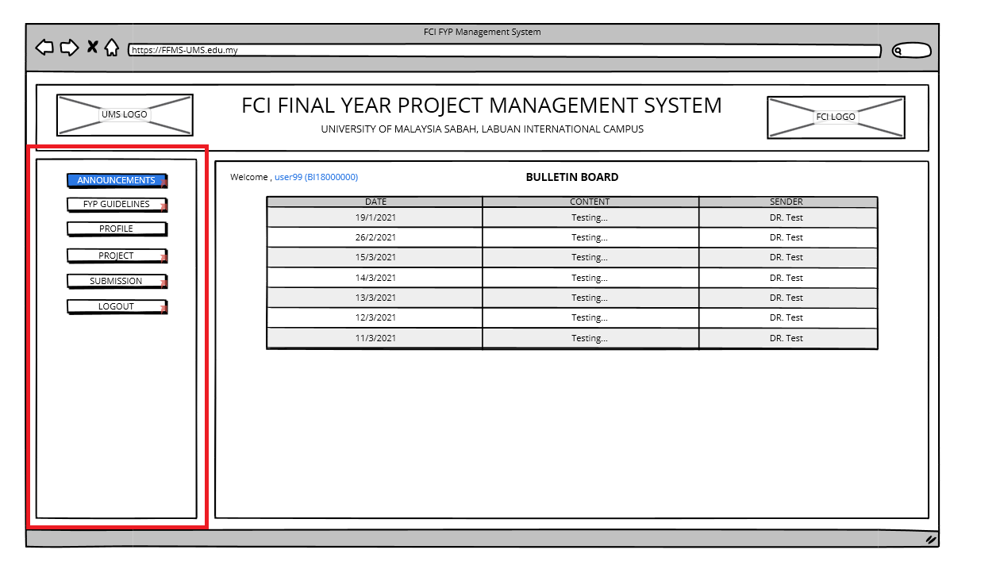 FCI FYP Management System
https://FFMS-UMS.edu.my
UMS LOGO
FCI FINAL YEAR PROJECT MANAGEMENT SYSTEM
UNIVERSITY OF MALAYSIA SABAH, LABUAN INTERNATIONAL CAMPUS
FCI LOGO
ANNOUNCEMENTS
FYP GUIDELINES
PROFILE
PROJECT
SUBMISSION
LOGOUT
Welcome , user99 (BI18000000)
BULLETIN BOARD
DATE CONTENT SENDER
19/1/2021 Testing... DR. Test
26/2/2021 Testing... DR. Test
15/3/2021 Testing... DR. Test
14/3/2021 Testing... DR. Test
13/3/2021 Testing... DR. Test
12/3/2021 Testing... DR. Test
11/3/2021 Testing... DR. Test